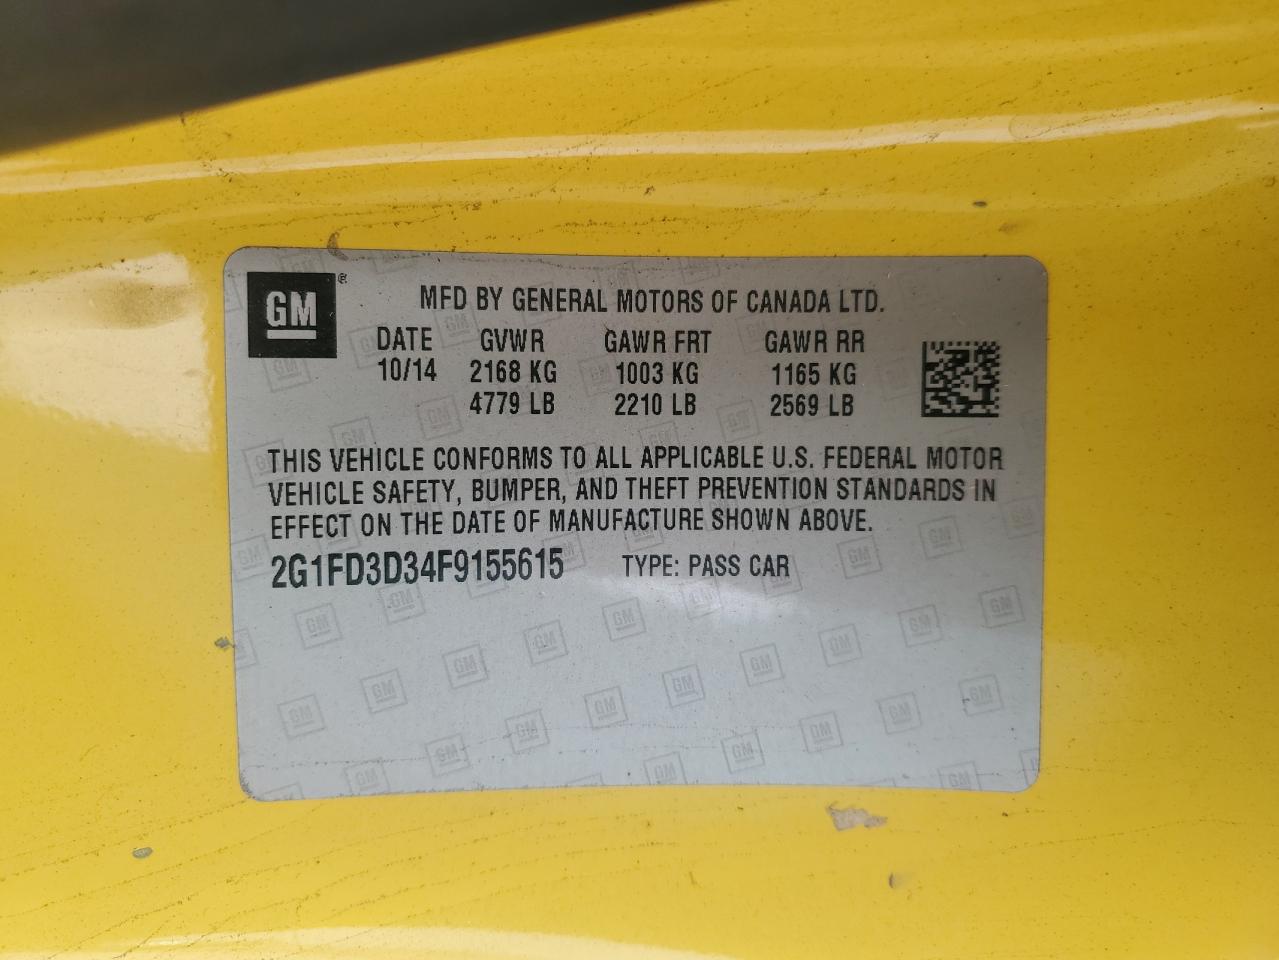 GM ®
MFD BY GENERAL MOTORS OF CANADA LTD.
DATE GVWR GAWR FRT GAWR RR
10/14 2168 KG 1003 KG 1165 KG
4779 LB 2210 LB 2569 LB
THIS VEHICLE CONFORMS TO ALL APPLICABLE U.S. FEDERAL MOTOR
VEHICLE SAFETY, BUMPER, AND THEFT PREVENTION STANDARDS IN
EFFECT ON THE DATE OF MANUFACTURE SHOWN ABOVE.
2G1FD3D34F9155615 TYPE: PASS CAR